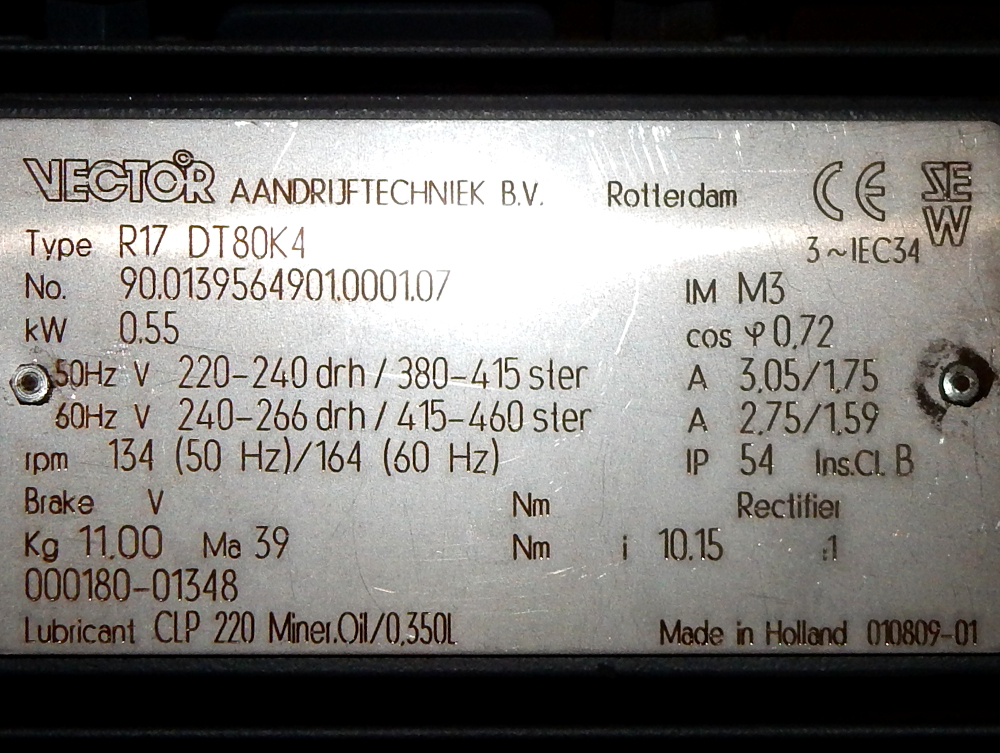 VECTOR© AANDRIJFTECHNIEK B.V. Rotterdam CE SEW
Type R17 DT80K4 3~IEC34
No. 90.0139564901.0001.07 IM M3
kW 0.55 cos φ 0,72
50Hz V 220-240 drh / 380-415 ster A 3,05/1,75
60Hz V 240-266 drh / 415-460 ster A 2,75/1,59
rpm 134 (50 Hz)/164 (60 Hz) IP 54 Ins.Cl. B
Brake V Nm Rectifier
Kg 11.00 Ma 39 Nm i 10.15 :1
000180-01348
Lubricant CLP 220 Miner.Oil/0,350L Made in Holland 010809-01